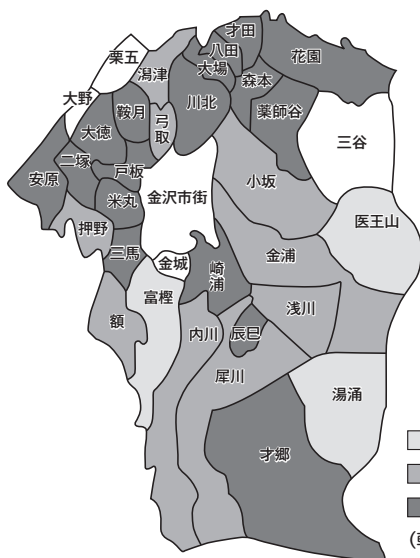 才田
八田
花園
栗五
潟津
大場
森本
大野
鞍月
弓取
川北
薬師谷
大徳
三谷
二塚
戸板
安原
小坂
米丸
金沢市街
医王山
押野
三馬
金城
崎浦
金浦
富樫
額
内川
辰巳
浅川
犀川
湯涌
才郷